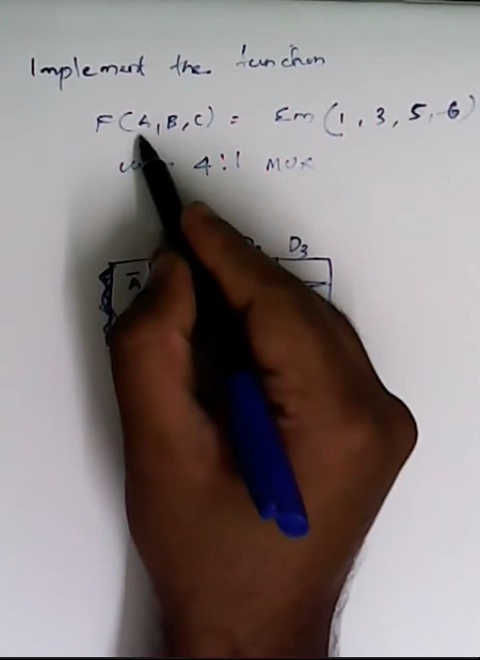 Implement the function
F(A,B,C) = Σm (1, 3, 5, 6)
4:1 MUX
D3
Ā